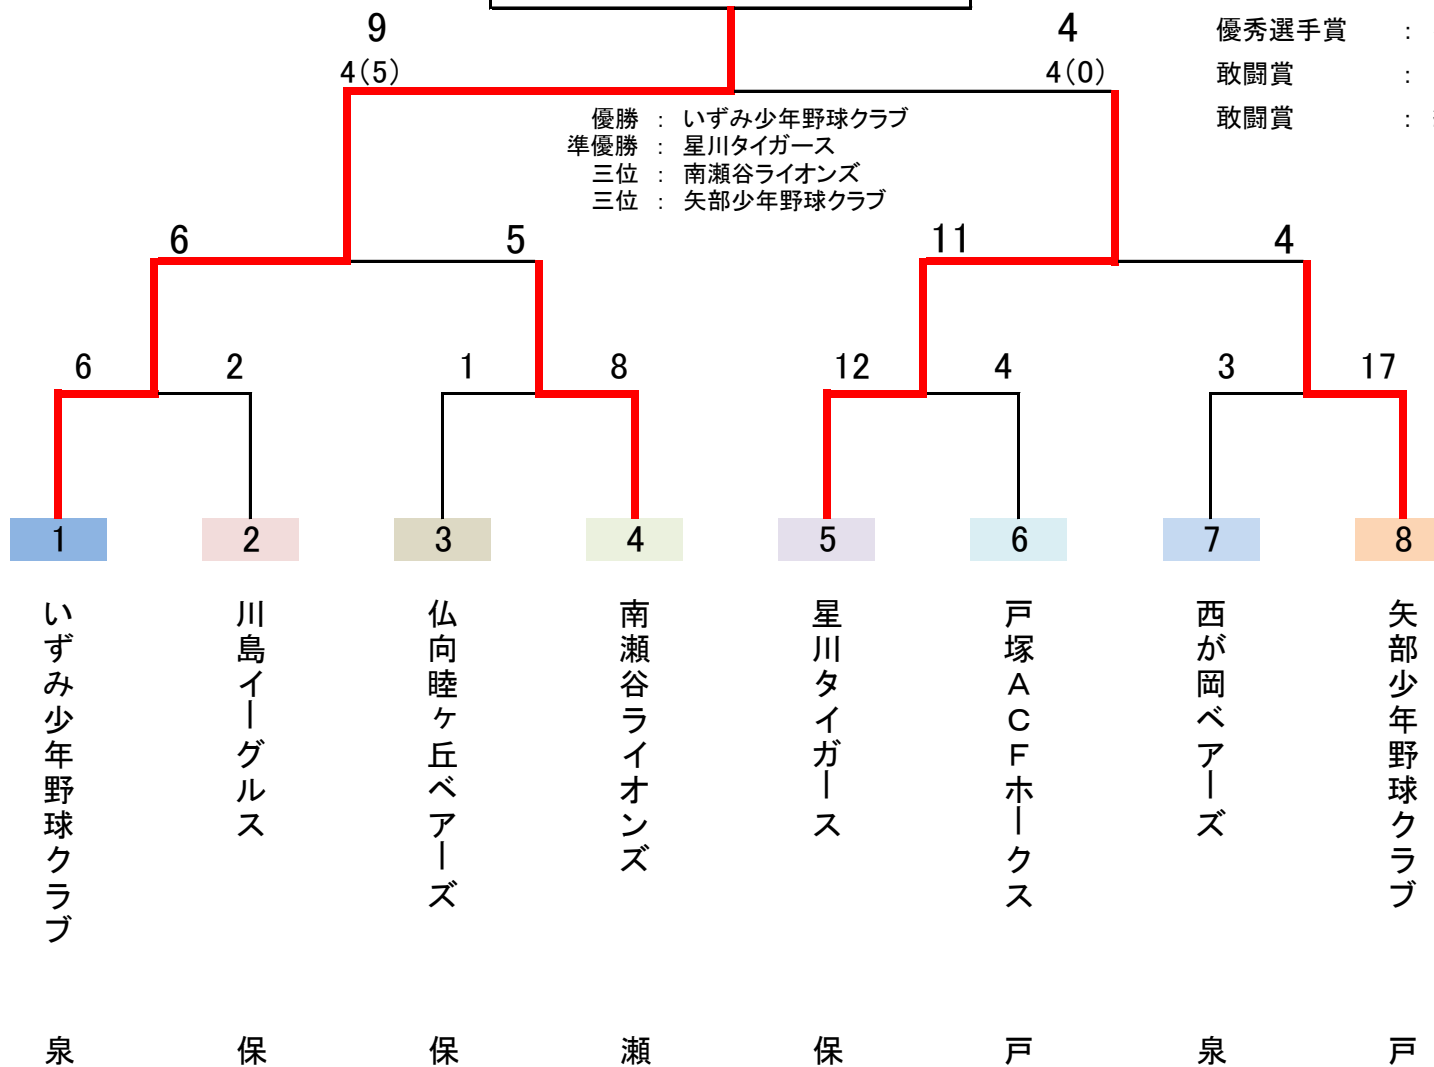 9
4
優秀選手賞 :
4(5)
4(0)
敢闘賞 :
優勝 : いずみ少年野球クラブ
敢闘賞 :
準優勝 : 星川タイガース
三位 : 南瀬谷ライオンズ
三位 : 矢部少年野球クラブ
6 5 11 4
6 2 1 8 12 4 3 17
1 2 3 4 5 6 7 8
いずみ少年野球クラブ
川島イーグルス
仏向睦ヶ丘ベアーズ
南瀬谷ライオンズ
星川タイガース
戸塚ACFホークス
西が岡ベアーズ
矢部少年野球クラブ
泉 保 保 瀬 保 戸 泉 戸